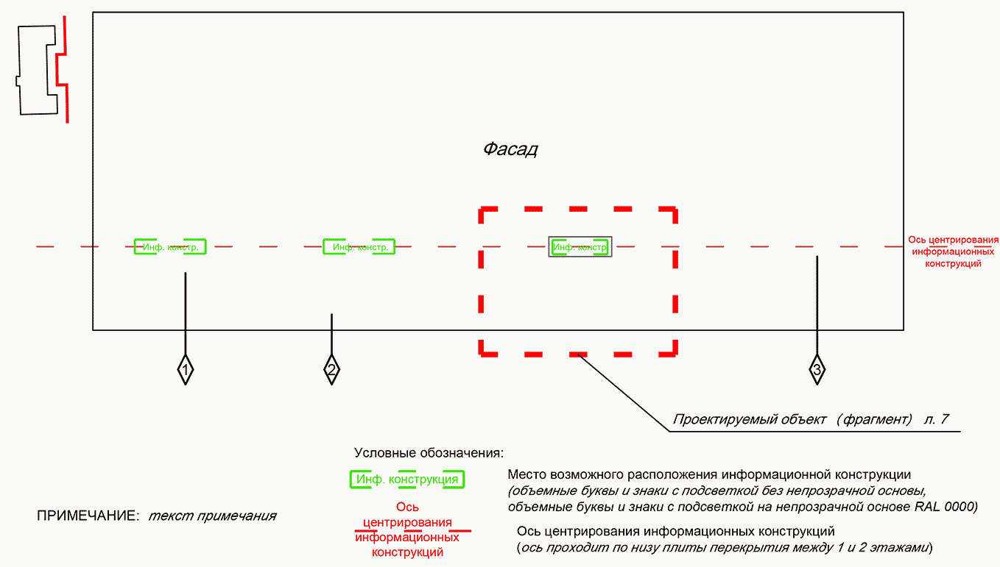 Фасад
Инф. констр.
Инф. констр.
Инф. констр
Ось центрирования
информационных
конструкций
1
2
3
Проектируемый объект (фрагмент) л. 7
Условные обозначения:
Инф. конструкция
Место возможного расположения информационной конструкции
(объемные буквы и знаки с подсветкой без непрозрачной основы,
объемные буквы и знаки с подсветкой на непрозрачной основе RAL 0000)
ПРИМЕЧАНИЕ: текст примечания
Ось
центрирования
информационных
конструкций
Ось центрирования информационных конструкций
(ось проходит по низу плиты перекрытия между 1 и 2 этажами)